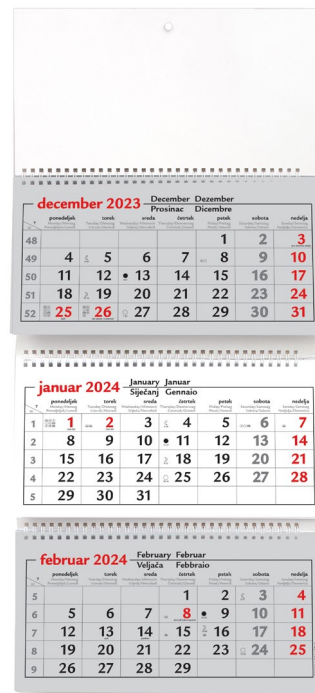 december 2023 December Dezember
Prosinac Dicembre
ponedeljek torek sreda četrtek petek sobota nedelja
48 1 2 3
49 4 5 6 7 8 9 10
50 11 12 13 14 15 16 17
51 18 19 20 21 22 23 24
52 25 26 27 28 29 30 31
januar 2024 January Januar
Siječanj Gennaio
ponedeljek torek sreda četrtek petek sobota nedelja
1 1 2 3 4 5 6 7
2 8 9 10 11 12 13 14
3 15 16 17 18 19 20 21
4 22 23 24 25 26 27 28
5 29 30 31
februar 2024 February Februar
Veljača Febbraio
ponedeljek torek sreda četrtek petek sobota nedelja
5 1 2 3 4
6 5 6 7 8 9 10 11
7 12 13 14 15 16 17 18
8 19 20 21 22 23 24 25
9 26 27 28 29